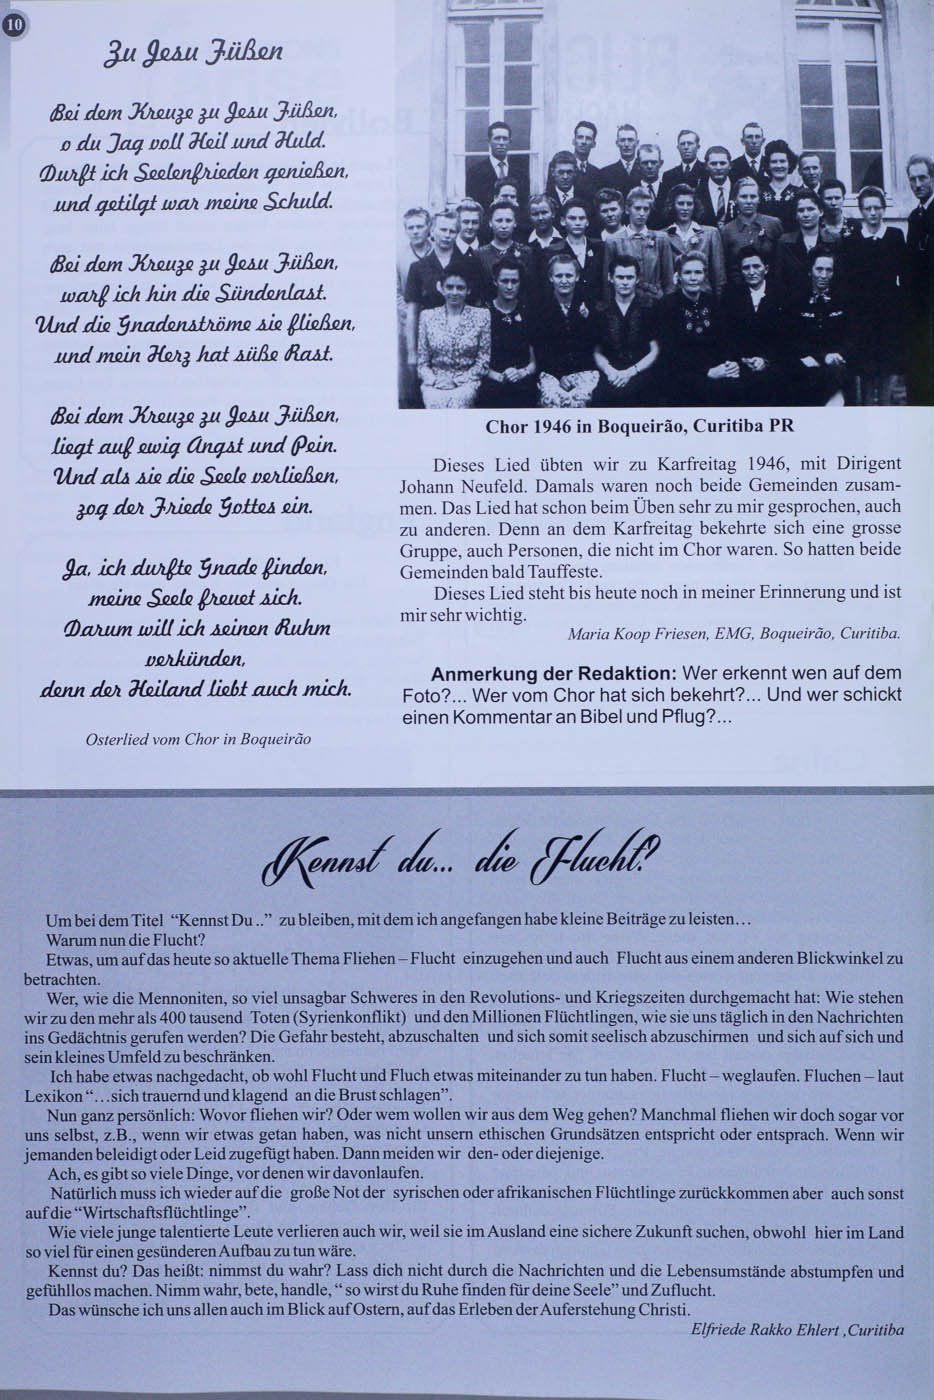 10
Zu Jesu Füßen
Bei dem Kreuze zu Jesu Füßen,
o du Tag voll Heil und Huld.
Durft ich Seelenfrieden genießen,
und getilgt war meine Schuld.
Bei dem Kreuze zu Jesu Füßen,
warf ich hin die Sündenlast.
Und die Gnadenströme sie fließen,
und mein Herz hat süße Rast.
Bei dem Kreuze zu Jesu Füßen,
liegt auf ewig Angst und Pein.
Und als sie die Seele verließen,
zog der Friede Gottes ein.
Ja, ich durfte Gnade finden,
meine Seele freuet sich.
Darum will ich seinen Ruhm
verkünden,
denn der Heiland liebt auch mich.
Osterlied vom Chor in Boqueirão
Chor 1946 in Boqueirão, Curitiba PR
Dieses Lied übten wir zu Karfreitag 1946, mit Dirigent
Johann Neufeld. Damals waren noch beide Gemeinden zusam-
men. Das Lied hat schon beim Üben sehr zu mir gesprochen, auch
zu anderen. Denn an dem Karfreitag bekehrte sich eine grosse
Gruppe, auch Personen, die nicht im Chor waren. So hatten beide
Gemeinden bald Tauffeste.
Dieses Lied steht bis heute noch in meiner Erinnerung und ist
mir sehr wichtig.
Maria Koop Friesen, EMG, Boqueirão, Curitiba.
Anmerkung der Redaktion: Wer erkennt wen auf dem
Foto?... Wer vom Chor hat sich bekehrt?... Und wer schickt
einen Kommentar an Bibel und Pflug?...
Kennst du... die Flucht?
Um bei dem Titel “Kennst Du ..” zu bleiben, mit dem ich angefangen habe kleine Beiträge zu leisten…
Warum nun die Flucht?
Etwas, um auf das heute so aktuelle Thema Fliehen – Flucht einzugehen und auch Flucht aus einem anderen Blickwinkel zu
betrachten.
Wer, wie die Mennoniten, so viel unsagbar Schweres in den Revolutions- und Kriegszeiten durchgemacht hat: Wie stehen
wir zu den mehr als 400 tausend Toten (Syrienkonflikt) und den Millionen Flüchtlingen, wie sie uns täglich in den Nachrichten
ins Gedächtnis gerufen werden? Die Gefahr besteht, abzuschalten und sich somit seelisch abzuschirmen und sich auf sich und
sein kleines Umfeld zu beschränken.
Ich habe etwas nachgedacht, ob wohl Flucht und Fluch etwas miteinander zu tun haben. Flucht – weglaufen. Fluchen – laut
Lexikon “…sich trauernd und klagend an die Brust schlagen”.
Nun ganz persönlich: Wovor fliehen wir? Oder wem wollen wir aus dem Weg gehen? Manchmal fliehen wir doch sogar vor
uns selbst, z.B., wenn wir etwas getan haben, was nicht unsern ethischen Grundsätzen entspricht oder entsprach. Wenn wir
jemanden beleidigt oder Leid zugefügt haben. Dann meiden wir den- oder diejenige.
Ach, es gibt so viele Dinge, vor denen wir davonlaufen.
Natürlich muss ich wieder auf die große Not der syrischen oder afrikanischen Flüchtlinge zurückkommen aber auch sonst
auf die “Wirtschaftsflüchtlinge”.
Wie viele junge talentierte Leute verlieren auch wir, weil sie im Ausland eine sichere Zukunft suchen, obwohl hier im Land
so viel für einen gesünderen Aufbau zu tun wäre.
Kennst du? Das heißt: nimmst du wahr? Lass dich nicht durch die Nachrichten und die Lebensumstände abstumpfen und
gefühllos machen. Nimm wahr, bete, handle, “ so wirst du Ruhe finden für deine Seele” und Zuflucht.
Das wünsche ich uns allen auch im Blick auf Ostern, auf das Erleben der Auferstehung Christi.
Elfriede Rakko Ehlert ,Curitiba